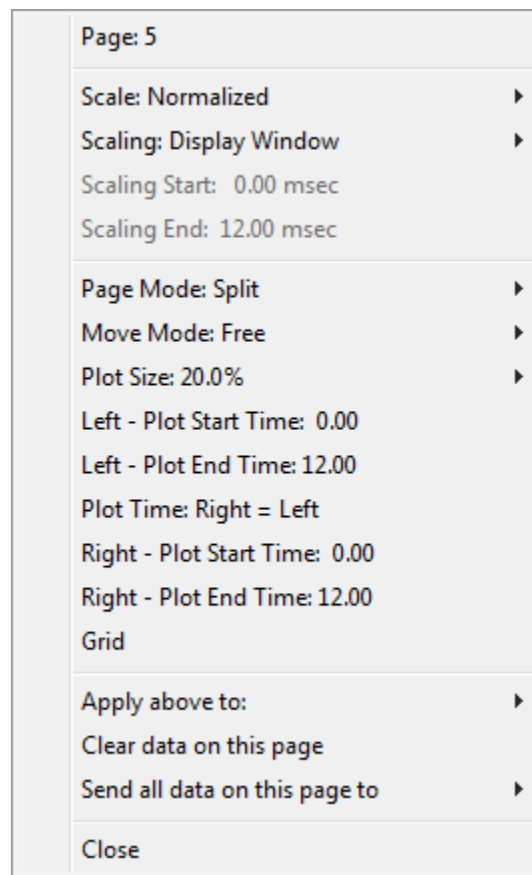 Page: 5
Scale: Normalized
Scaling: Display Window
Scaling Start:   0.00 msec
Scaling End:  12.00 msec
Page Mode: Split
Move Mode: Free
Plot Size: 20.0%
Left - Plot Start Time:  0.00
Left - Plot End Time: 12.00
Plot Time: Right = Left
Right - Plot Start Time:  0.00
Right - Plot End Time: 12.00
Grid
Apply above to:
Clear data on this page
Send all data on this page to
Close